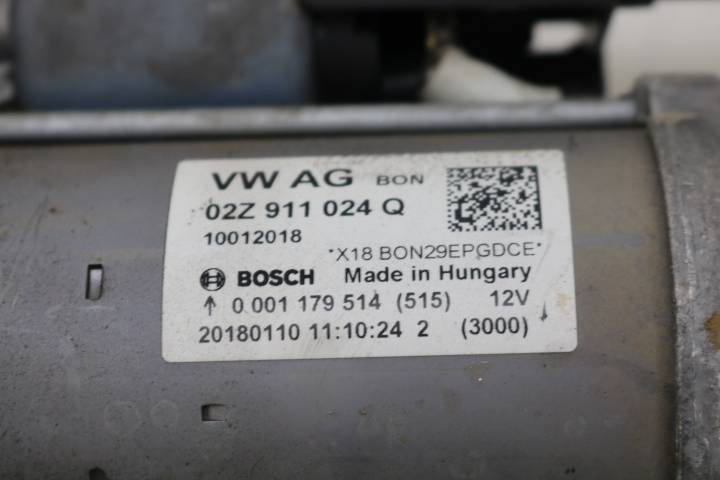 VW AG BON
02Z 911 024 Q
10012018
*X18 BON29EPGDCE*
BOSCH Made in Hungary
↑ 0 001 179 514 (515) 12V
20180110 11:10:24 2 (3000)